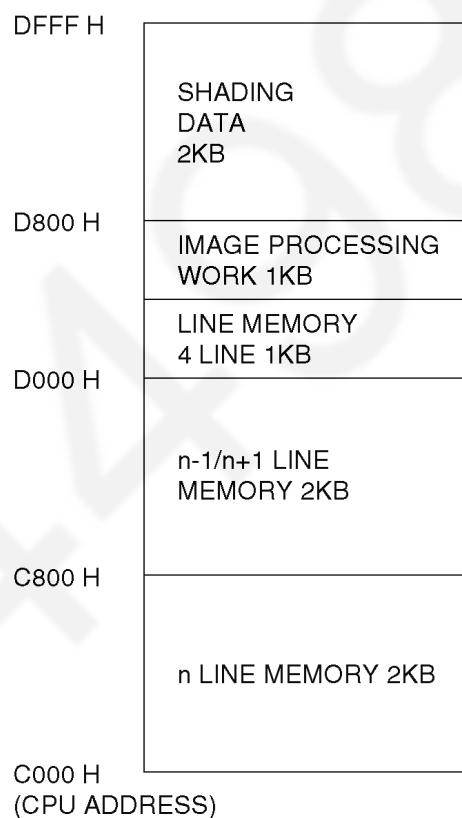 DFFF H
SHADING
DATA
2KB
D800 H
IMAGE PROCESSING
WORK 1KB
LINE MEMORY
4 LINE 1KB
D000 H
n-1/n+1 LINE
MEMORY 2KB
C800 H
n LINE MEMORY 2KB
C000 H
(CPU ADDRESS)